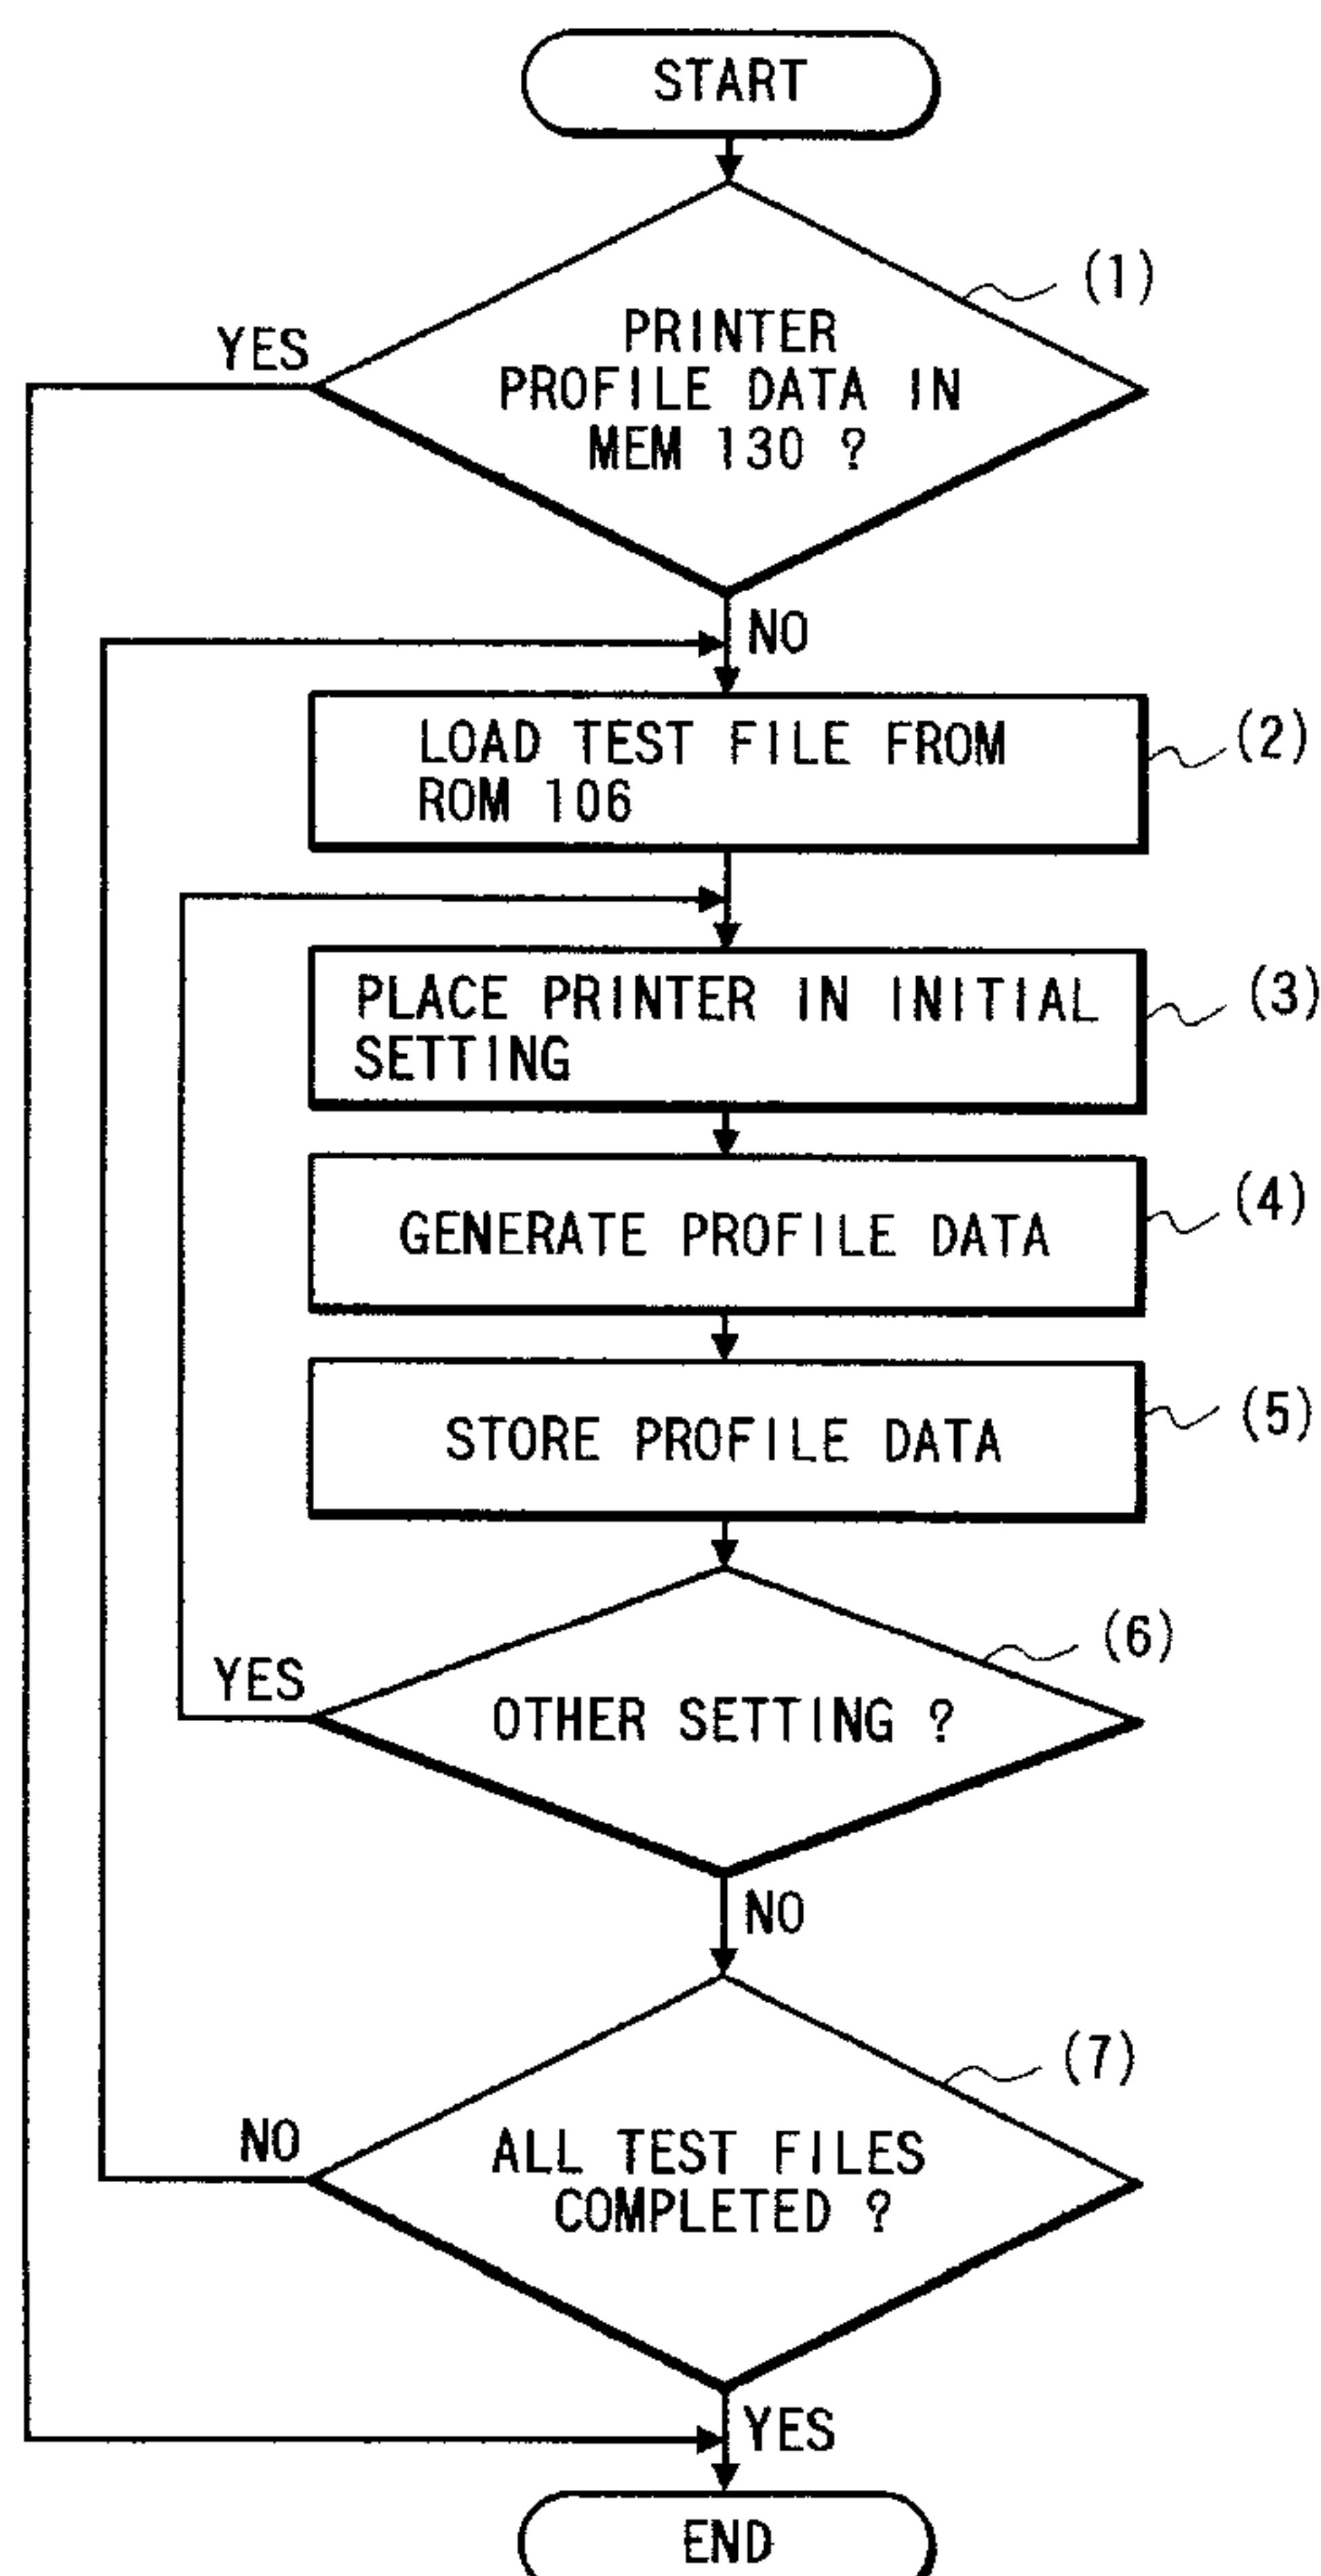 START
(1)
PRINTER
PROFILE DATA IN
MEM 130 ?
YES
NO
LOAD TEST FILE FROM
ROM 106
(2)
PLACE PRINTER IN INITIAL
SETTING
(3)
GENERATE PROFILE DATA
(4)
STORE PROFILE DATA
(5)
(6)
OTHER SETTING ?
YES
NO
(7)
ALL TEST FILES
COMPLETED ?
NO
YES
END